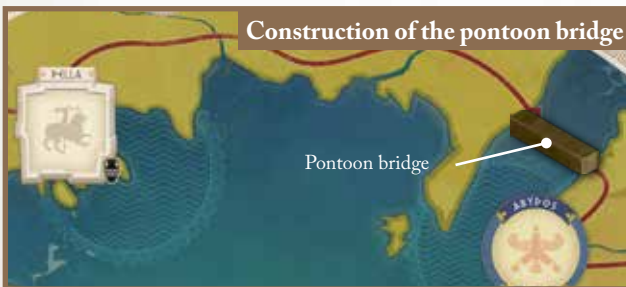 Construction of the pontoon bridge
PELLA
Pontoon bridge
ABYDOS